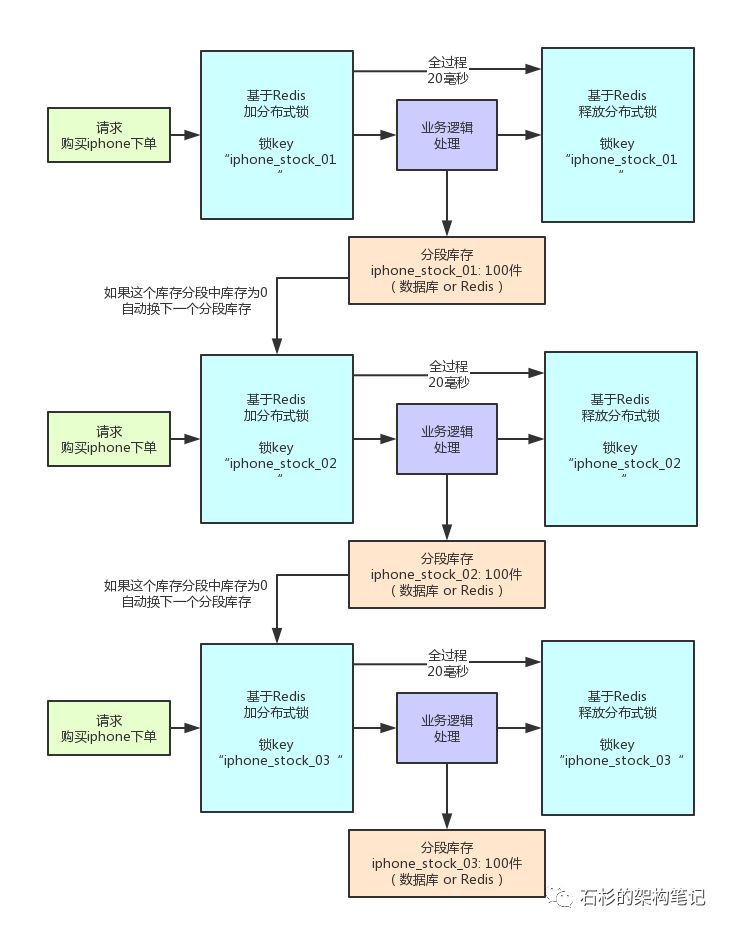 请求
购买iphone下单
基于Redis
加分布式锁
锁key
“iphone_stock_01
”
全过程
20毫秒
业务逻辑
处理
基于Redis
释放分布式锁
锁key
“iphone_stock_01
“
分段库存
iphone_stock_01: 100件
（ 数据库 or Redis ）
如果这个库存分段中库存为0
自动换下一个分段库存
请求
购买iphone下单
基于Redis
加分布式锁
锁key
“iphone_stock_02
”
全过程
20毫秒
业务逻辑
处理
基于Redis
释放分布式锁
锁key
“iphone_stock_02
”
分段库存
iphone_stock_02: 100件
（ 数据库 or Redis ）
如果这个库存分段中库存为0
自动换下一个分段库存
请求
购买iphone下单
基于Redis
加分布式锁
锁key
“iphone_stock_03 “
全过程
20毫秒
业务逻辑
处理
基于Redis
释放分布式锁
锁key
“iphone_stock_03 “
分段库存
iphone_stock_03: 100件
（ 数据库 or Redis ）
石杉的架构笔记